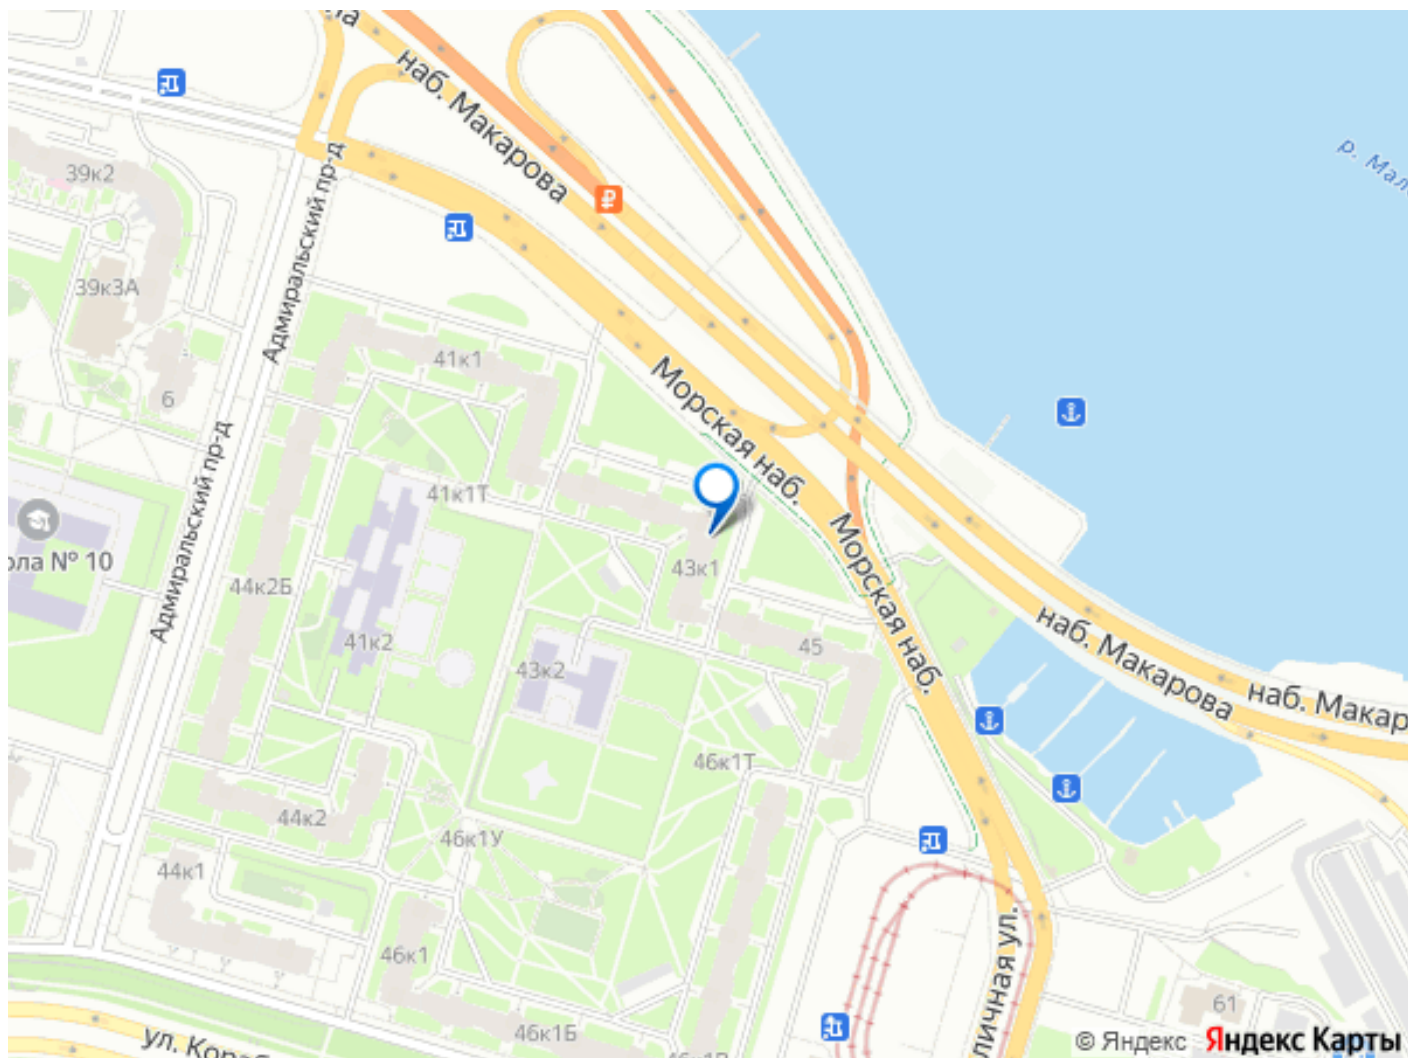 наб. Макарова
р. Мал
39к2
Адмиральский пр-д
39к3А
Морская наб.
41к1
6
Адмиральский пр-д
41к1Т
ола № 10
Морская наб.
43к1
44к2Б
41к2
45
43к2
наб. Макарова
наб. Макар
46к1Т
44к2
46к1У
44к1
46к1
личная ул.
61
46к1Б
ул. Кораб
© Яндекс Яндекс Карты